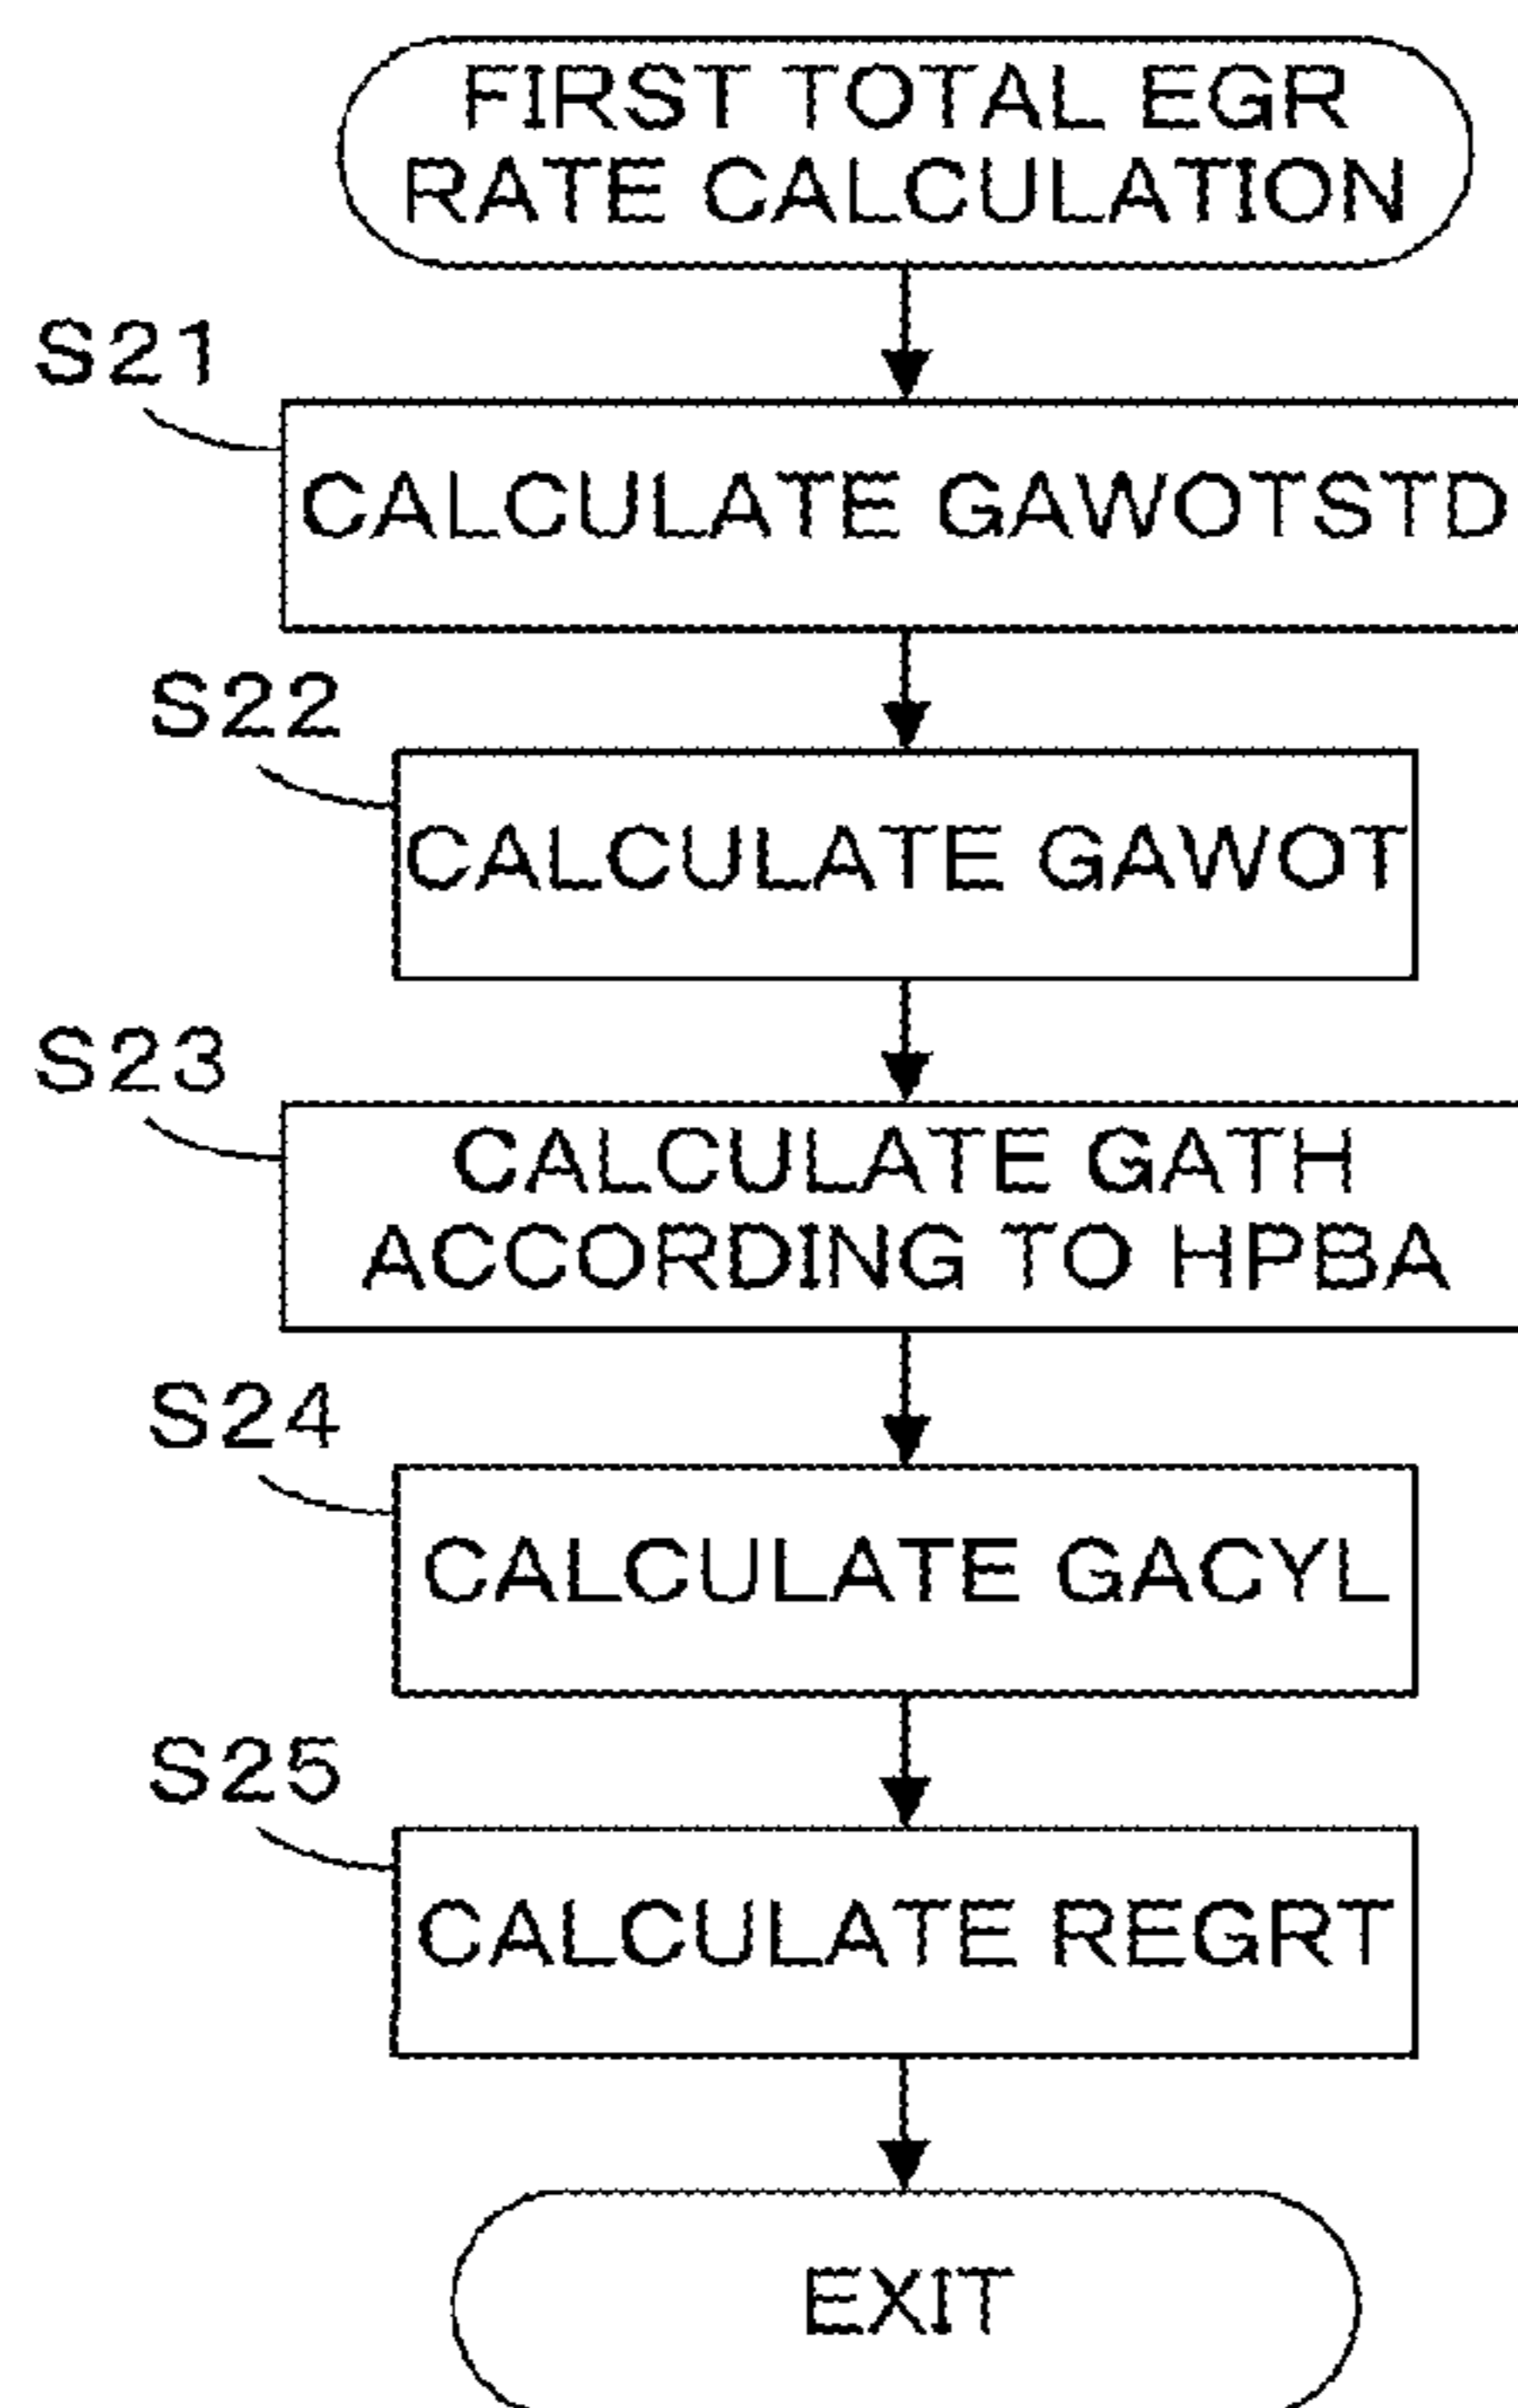 FIRST TOTAL EGR
RATE CALCULATION
S21
CALCULATE GAWOTSTD
S22
CALCULATE GAWOT
S23
CALCULATE GATH
ACCORDING TO HPBA
S24
CALCULATE GACYL
S25
CALCULATE REGRT
EXIT